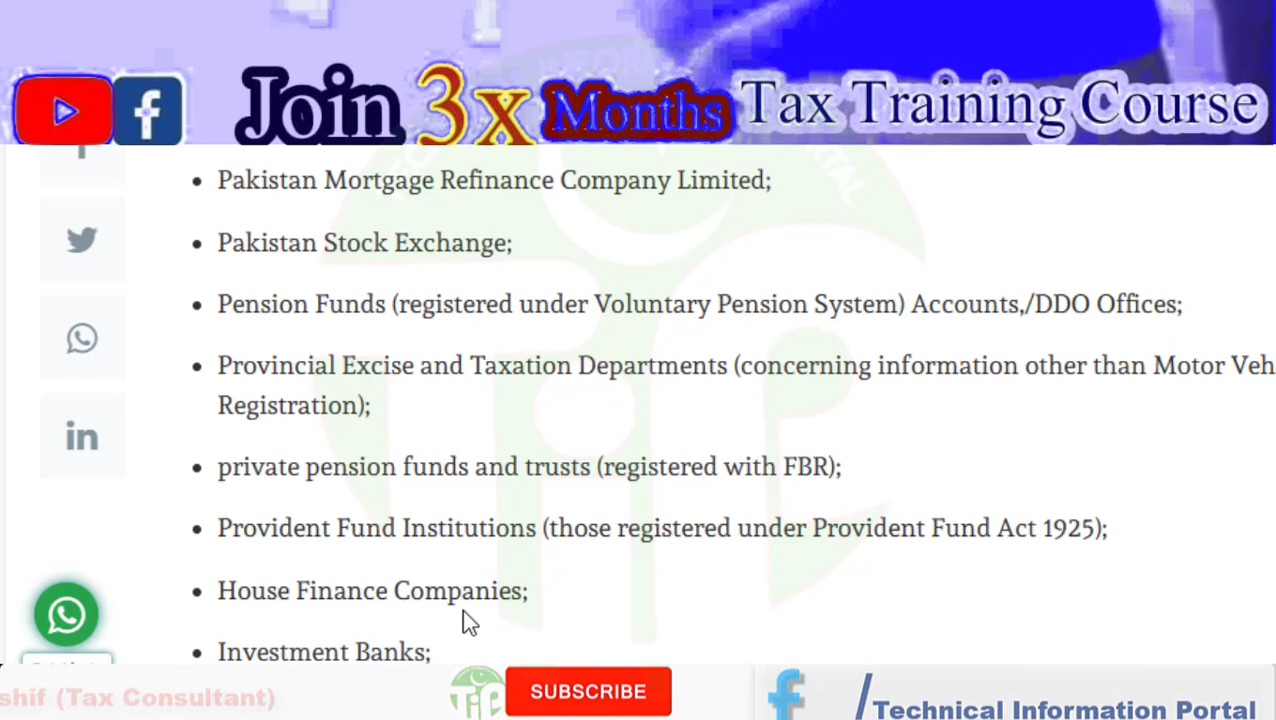 Join 3x Months Tax Training Course
Pakistan Mortgage Refinance Company Limited;
Pakistan Stock Exchange;
Pension Funds (registered under Voluntary Pension System) Accounts,/DDO Offices;
Provincial Excise and Taxation Departments (concerning information other than Motor Veh
Registration);
private pension funds and trusts (registered with FBR);
Provident Fund Institutions (those registered under Provident Fund Act 1925);
House Finance Companies;
Investment Banks;
shif (Tax Consultant)
TiP
SUBSCRIBE
/Technical Information Portal